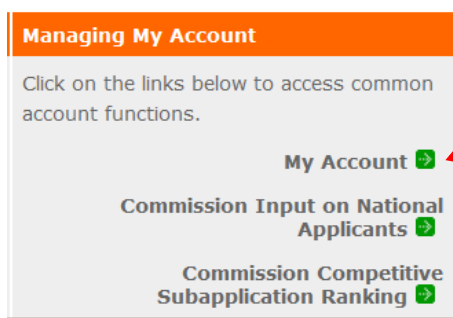 Managing My Account
Click on the links below to access common
account functions.
My Account
Commission Input on National
Applicants
Commission Competitive
Subapplication Ranking